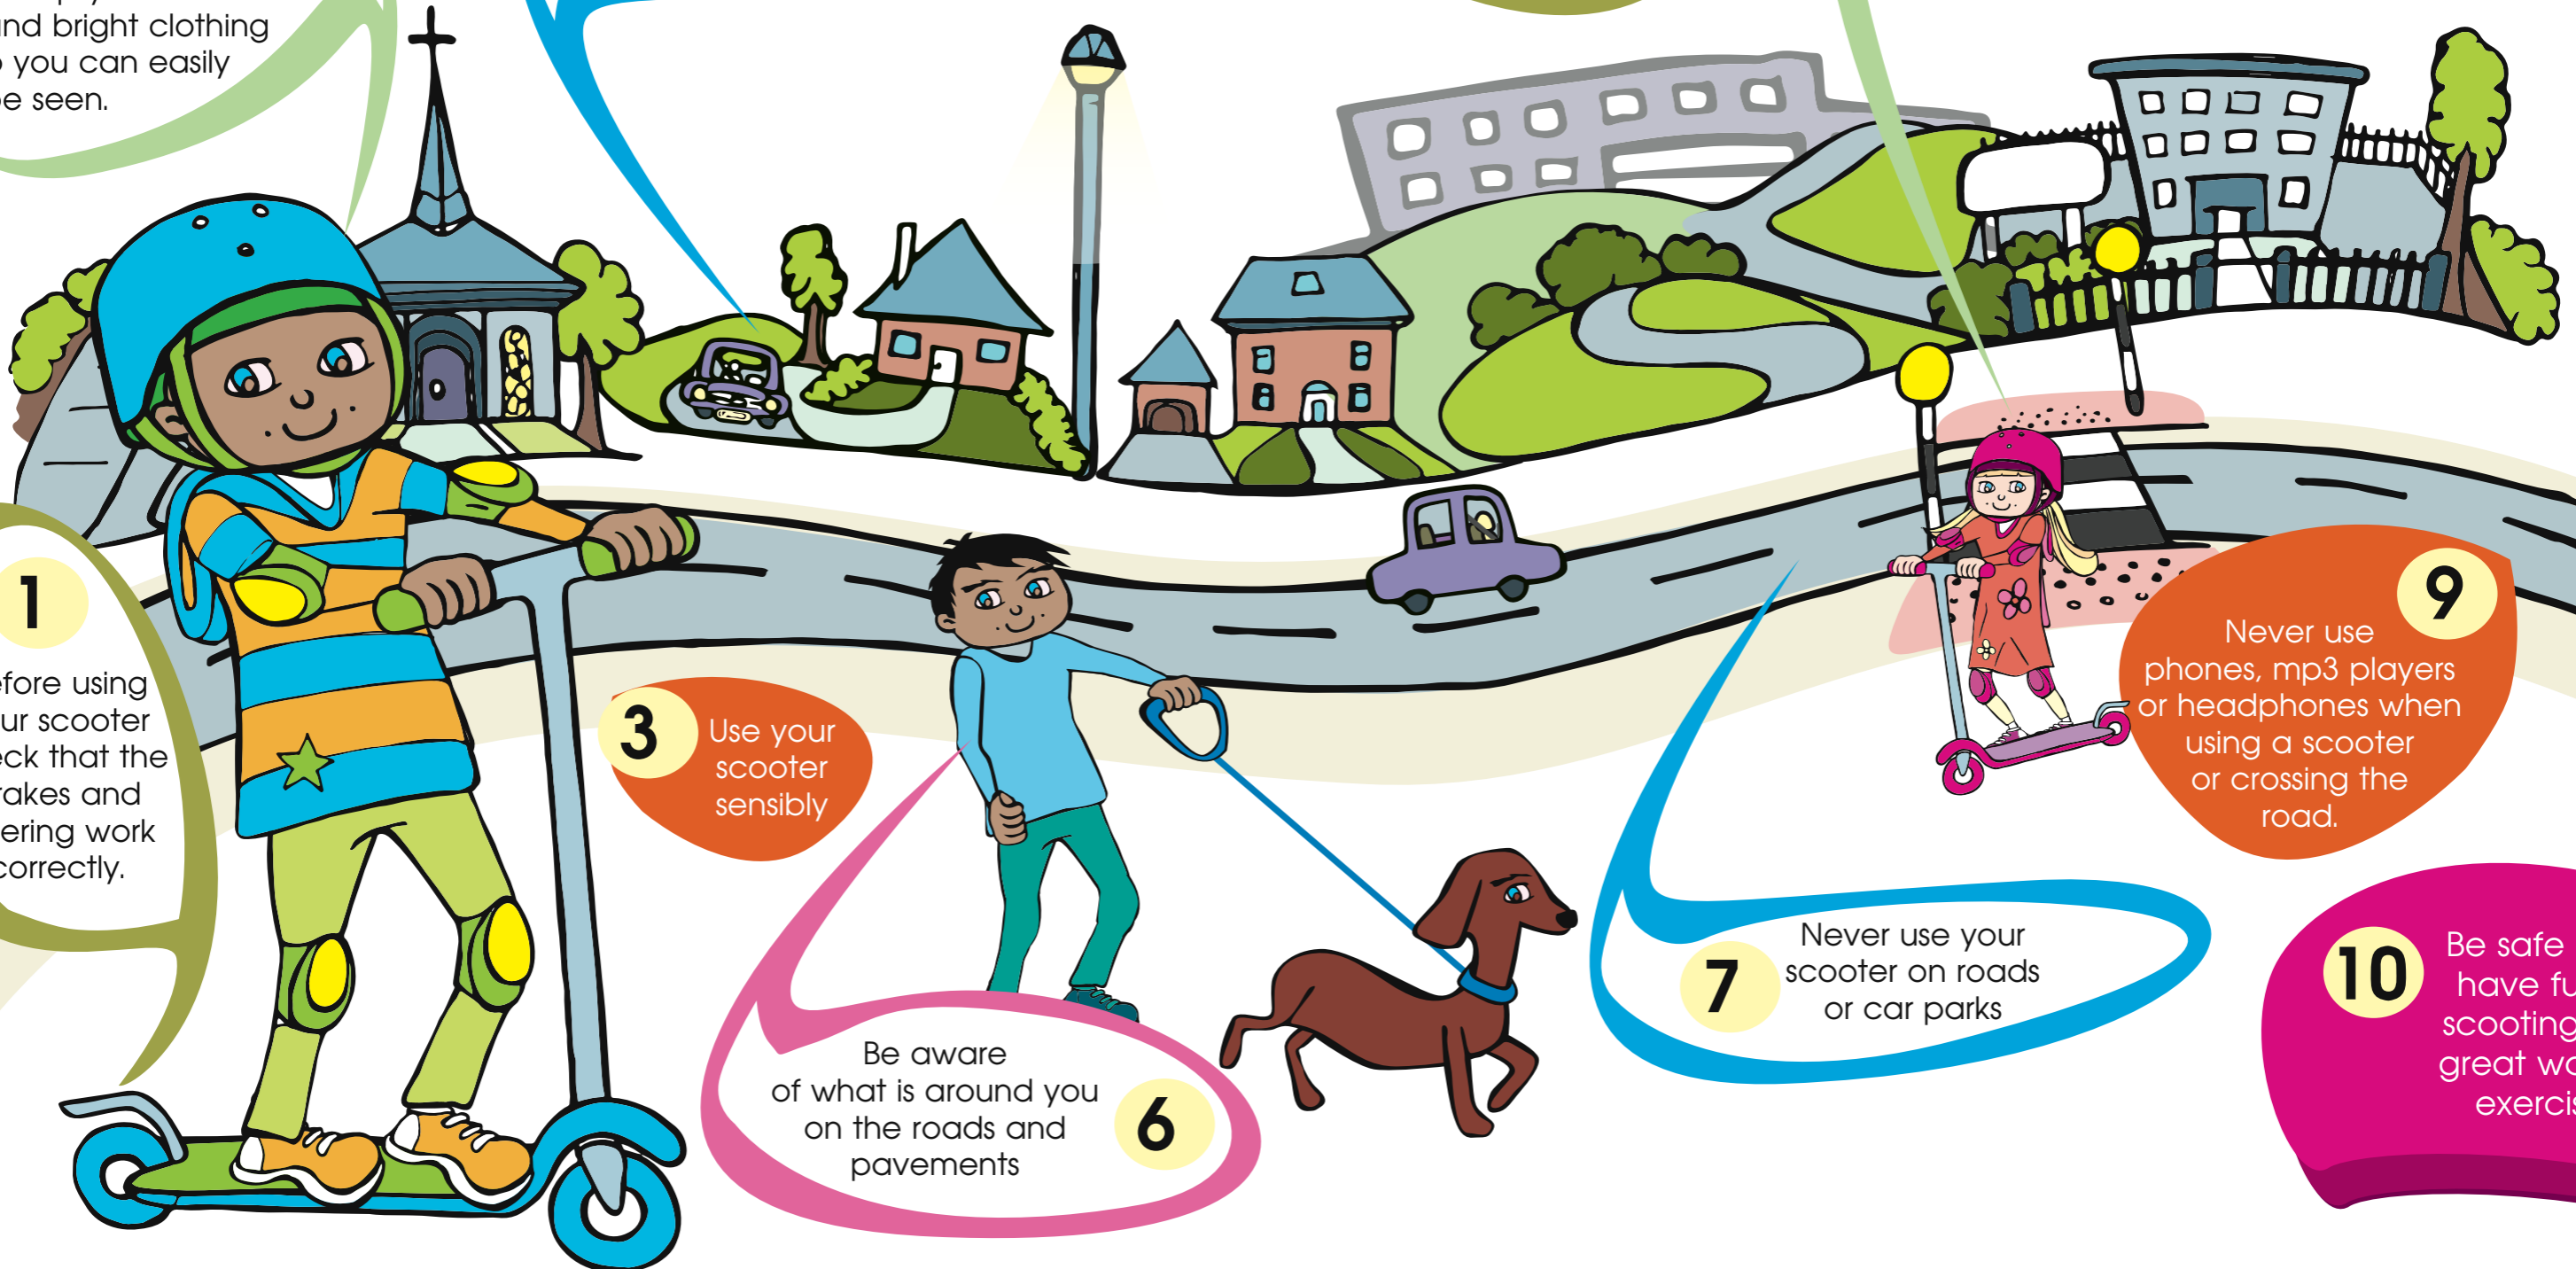 nd bright clothing
you can easily
e seen.
1
fore using
ur scooter
eck that the
rakes and
ering work
correctly.
3
Use your
scooter
sensibly
Be aware
of what is around you
on the roads and
pavements
6
7
Never use your
scooter on roads
or car parks
9
Never use
phones, mp3 players
or headphones when
using a scooter
or crossing the
road.
10
Be safe
have fu
scooting
great wa
exercis